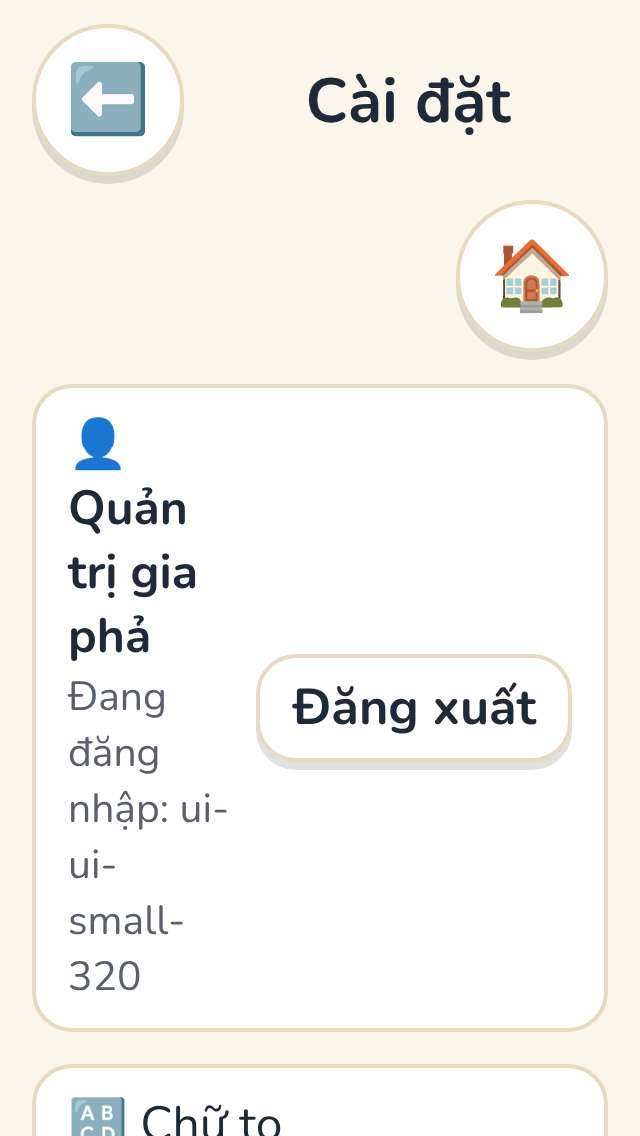 Cài đặt
Quản
trị gia
phả
Đang
đăng
nhập: ui-
ui-
small-
320
Đăng xuất
Chữ to